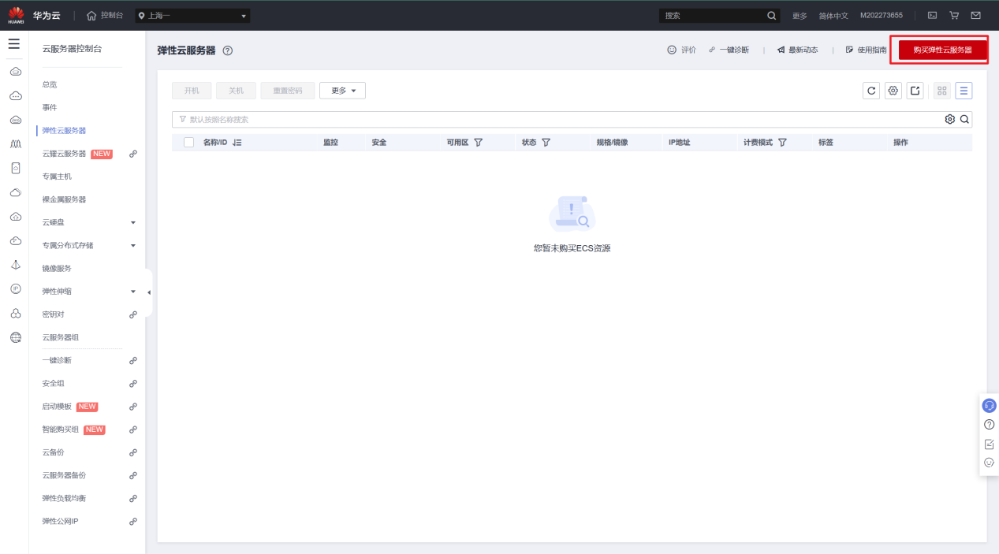 HUAWEI
华为云
控制台
上海一
搜索
更多
简体中文
M202273655
云服务器控制台
总览
事件
弹性云服务器
云耀云服务器 NEW
专属主机
裸金属服务器
云硬盘
专属分布式存储
镜像服务
弹性伸缩
密钥对
云服务器组
一键诊断
安全组
启动模板 NEW
智能购买组 NEW
云备份
云服务器备份
弹性负载均衡
弹性公网IP
弹性云服务器
评价
一键诊断
最新动态
使用指南
购买弹性云服务器
开机
关机
重置密码
更多
默认按照名称搜索
名称/ID 监控 安全 可用区 状态 规格/镜像 IP地址 计费模式 标签 操作
您暂未购买ECS资源